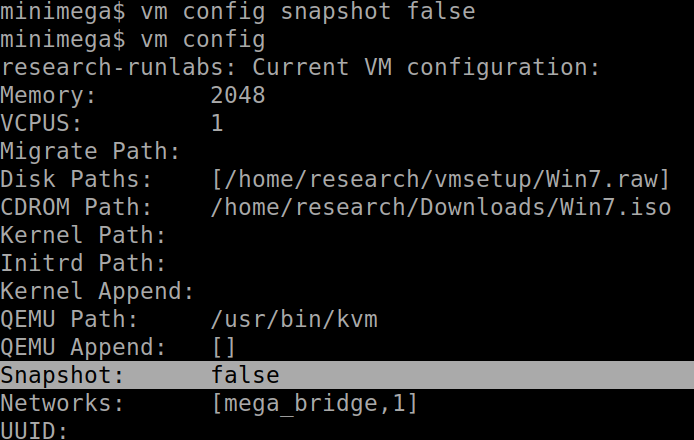 minimega$ vm config snapshot false
minimega$ vm config
research-runlabs: Current VM configuration:
Memory: 2048
VCPUS: 1
Migrate Path:
Disk Paths: [/home/research/vmsetup/Win7.raw]
CDROM Path: /home/research/Downloads/Win7.iso
Kernel Path:
Initrd Path:
Kernel Append:
QEMU Path: /usr/bin/kvm
QEMU Append: []
Snapshot: false
Networks: [mega_bridge,1]
UUID: